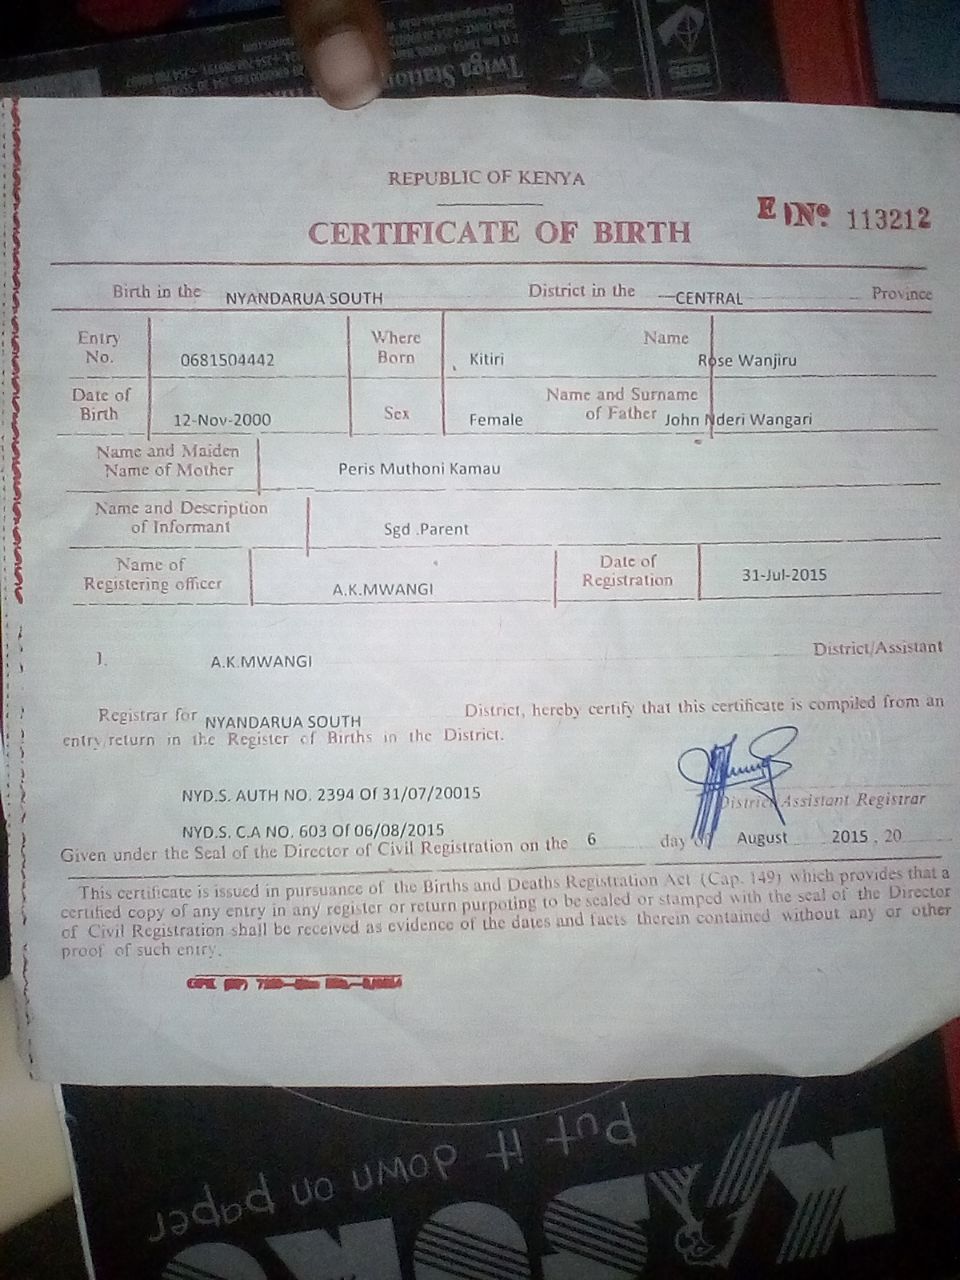 Twiga Station
REPUBLIC OF KENYA
CERTIFICATE OF BIRTH
E No. 113212
Birth in the NYANDARUA SOUTH District in the CENTRAL Province
Entry No. 0681504442 Where Born Kitiri Name Rose Wanjiru
Date of Birth 12-Nov-2000 Sex Female Name and Surname of Father John Nderi Wangari
Name and Maiden Name of Mother Peris Muthoni Kamau
Name and Description of Informant Sgd .Parent
Name of Registering officer A.K.MWANGI Date of Registration 31-Jul-2015
I. A.K.MWANGI District/Assistant
Registrar for NYANDARUA SOUTH District, hereby certify that this certificate is compiled from an
entry/return in the Register of Births in the District.
NYD.S. AUTH NO. 2394 Of 31/07/20015
District Assistant Registrar
NYD.S. C.A NO. 603 Of 06/08/2015
Given under the Seal of the Director of Civil Registration on the 6 day of August 2015 , 20
This certificate is issued in pursuance of the Births and Deaths Registration Act (Cap. 149) which provides that a
certified copy of any entry in any register or return purpoting to be sealed or stamped with the seal of the Director
of Civil Registration shall be received as evidence of the dates and facts therein contained without any or other
proof of such entry.
Put it down on paper
KASUKU